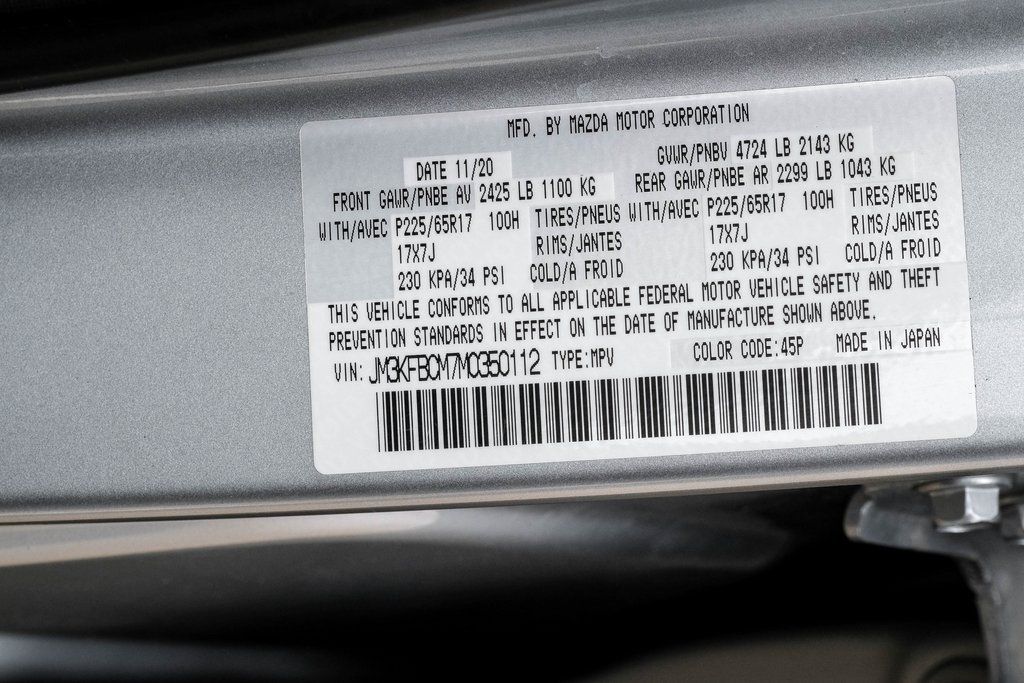 MFD. BY MAZDA MOTOR CORPORATION
DATE 11/20 GVWR/PNBV 4724 LB 2143 KG
FRONT GAWR/PNBE AV 2425 LB 1100 KG REAR GAWR/PNBE AR 2299 LB 1043 KG
WITH/AVEC P225/65R17 100H TIRES/PNEUS WITH/AVEC P225/65R17 100H TIRES/PNEUS
17X7J RIMS/JANTES 17X7J RIMS/JANTES
230 KPA/34 PSI COLD/A FROID 230 KPA/34 PSI COLD/A FROID
THIS VEHICLE CONFORMS TO ALL APPLICABLE FEDERAL MOTOR VEHICLE SAFETY AND THEFT
PREVENTION STANDARDS IN EFFECT ON THE DATE OF MANUFACTURE SHOWN ABOVE.
VIN: JM3KFBCM7M0350112 TYPE:MPV COLOR CODE:45P MADE IN JAPAN